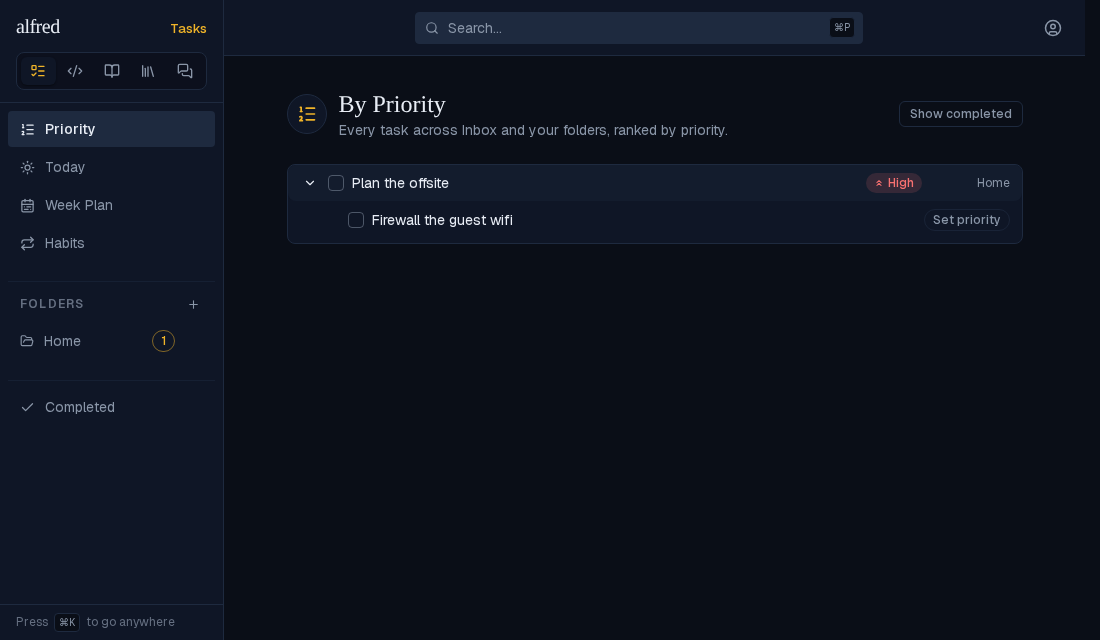 alfred
Tasks
Search...
⌘P
Priority
Today
Week Plan
Habits
FOLDERS
Home
1
Completed
Press ⌘K to go anywhere
By Priority
Every task across Inbox and your folders, ranked by priority.
Show completed
Plan the offsite
High
Home
Firewall the guest wifi
Set priority